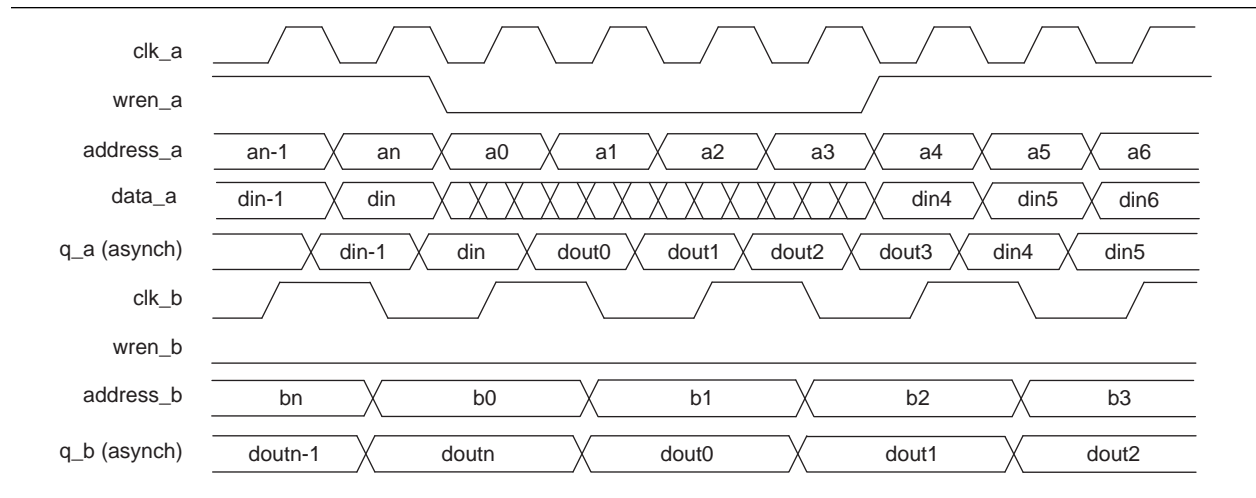 clk_a
wren_a
address_a an-1 an a0 a1 a2 a3 a4 a5 a6
data_a din-1 din din4 din5 din6
q_a (asynch) din-1 din dout0 dout1 dout2 dout3 din4 din5
clk_b
wren_b
address_b bn b0 b1 b2 b3
q_b (asynch) doutn-1 doutn dout0 dout1 dout2